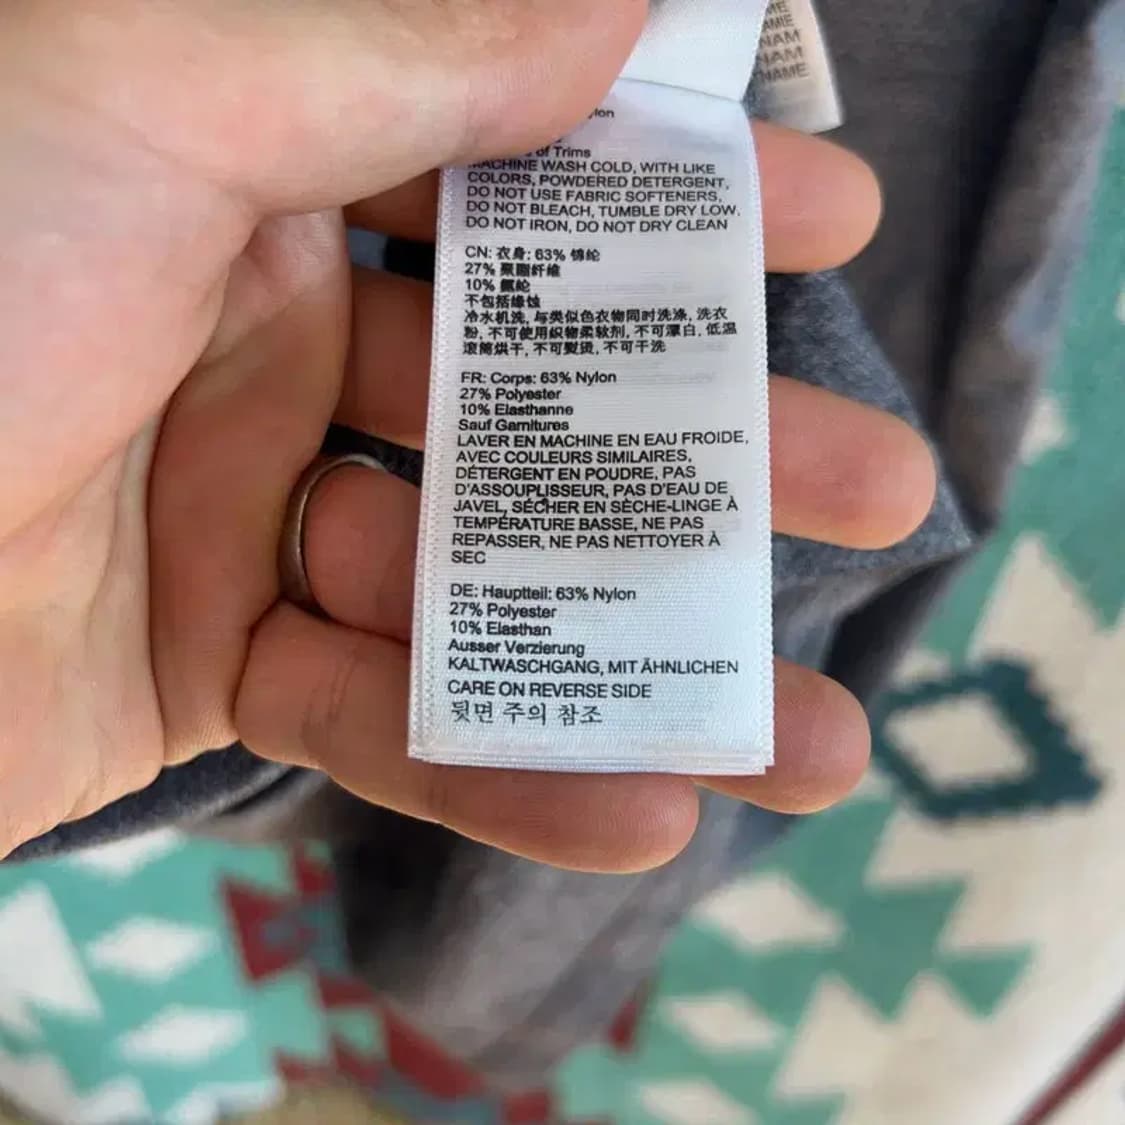 NAME
NAM
NAM
NAME
of Trims
MACHINE WASH COLD, WITH LIKE
COLORS, POWDERED DETERGENT,
DO NOT USE FABRIC SOFTENERS,
DO NOT BLEACH, TUMBLE DRY LOW,
DO NOT IRON, DO NOT DRY CLEAN
CN: 衣身: 63% 锦纶
27% 聚酯纤维
10% 氨纶
不包括缘蚀
冷水机洗, 与类似色衣物同时洗涤, 洗衣
粉, 不可使用织物柔软剂, 不可漂白, 低温
滚筒烘干, 不可熨烫, 不可干洗
FR: Corps: 63% Nylon
27% Polyester
10% Elasthanne
Sauf Garnitures
LAVER EN MACHINE EN EAU FROIDE,
AVEC COULEURS SIMILAIRES,
DÉTERGENT EN POUDRE, PAS
D'ASSOUPLISSEUR, PAS D'EAU DE
JAVEL, SÉCHER EN SÈCHE-LINGE À
TEMPÉRATURE BASSE, NE PAS
REPASSER, NE PAS NETTOYER À
SEC
DE: Hauptteil: 63% Nylon
27% Polyester
10% Elasthan
Ausser Verzierung
KALTWASCHGANG, MIT ÄHNLICHEN
CARE ON REVERSE SIDE
뒷면 주의 참조